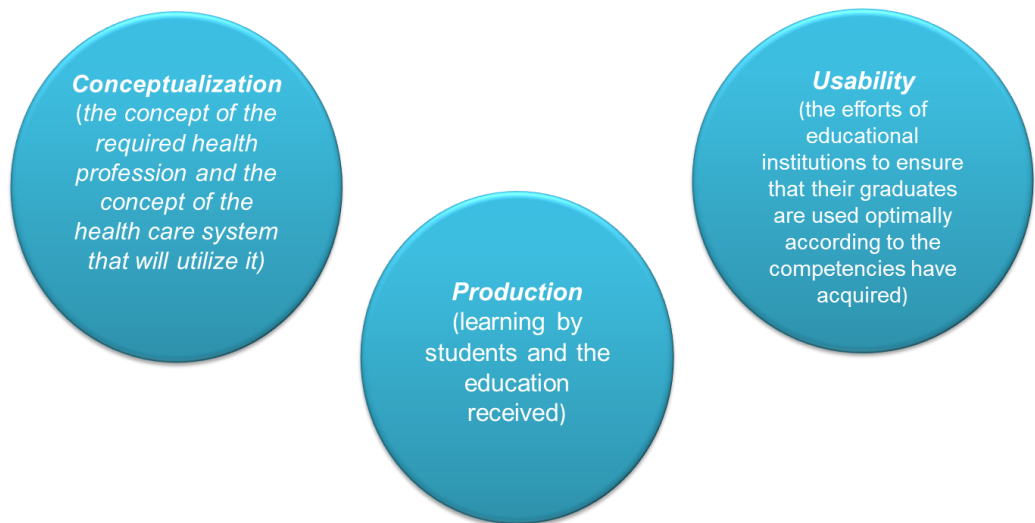 Conceptualization
(the concept of the
required health
profession and the
concept of the
health care system
that will utilize it)
Production
(learning by
students and the
education
received)
Usability
(the efforts of
educational
institutions to ensure
that their graduates
are used optimally
according to the
competencies have
acquired)